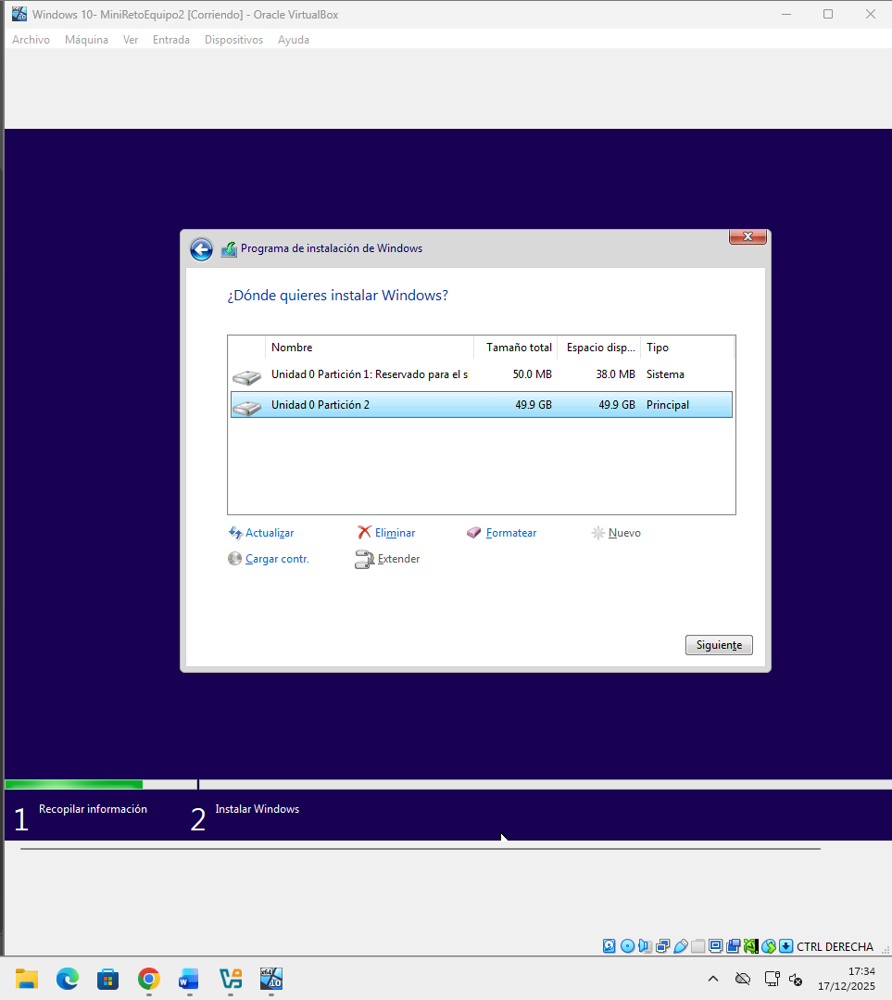 Windows 10- MiniRetoEquipo2 [Corriendo] - Oracle VirtualBox
Archivo Máquina Ver Entrada Dispositivos Ayuda
Programa de instalación de Windows
¿Dónde quieres instalar Windows?
Nombre Tamaño total Espacio disp... Tipo
Unidad 0 Partición 1: Reservado para el s 50.0 MB 38.0 MB Sistema
Unidad 0 Partición 2 49.9 GB 49.9 GB Principal
Actualizar Eliminar Formatear Nuevo
Cargar contr. Extender
Siguiente
1 Recopilar información 2 Instalar Windows
CTRL DERECHA
17:34
17/12/2025